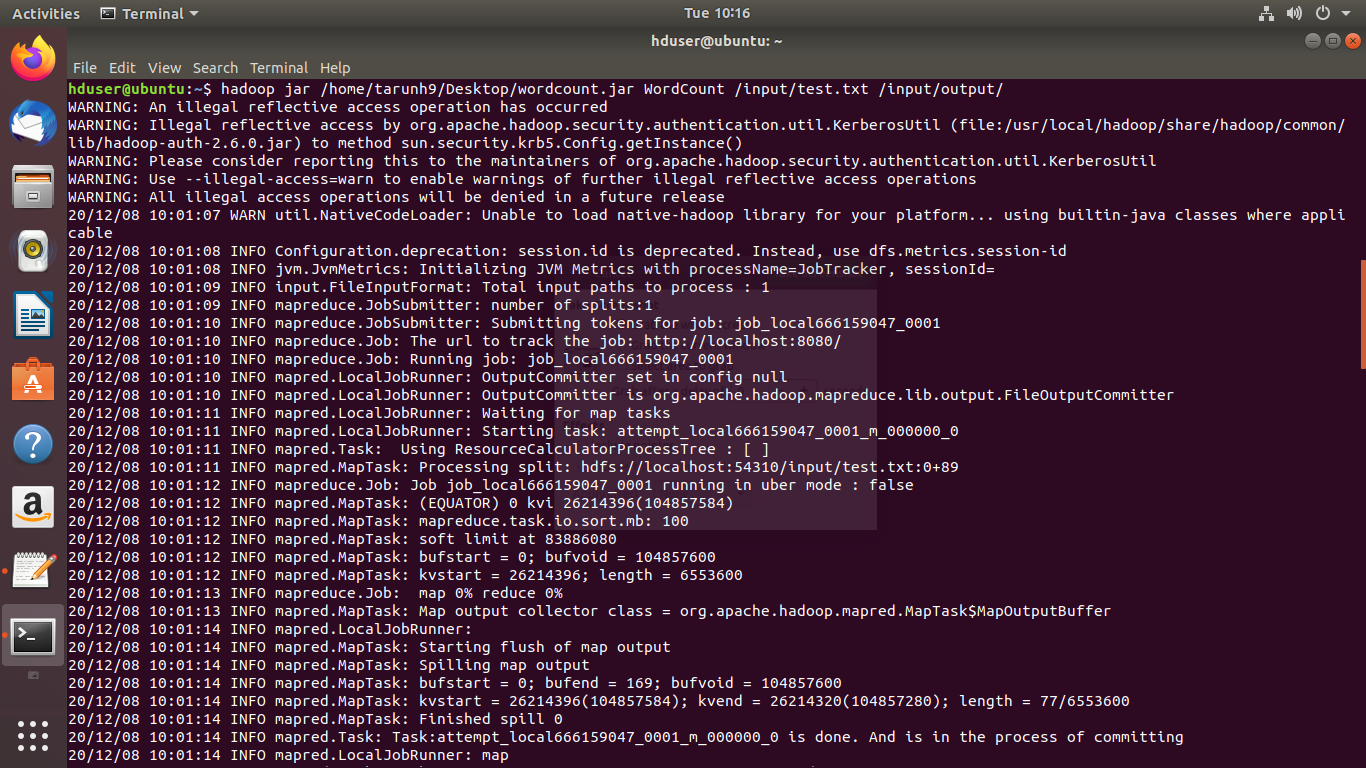 Activities Terminal Tue 10:16
hduser@ubuntu: ~
File Edit View Search Terminal Help
hduser@ubuntu:~$ hadoop jar /home/tarunh9/Desktop/wordcount.jar WordCount /input/test.txt /input/output/
WARNING: An illegal reflective access operation has occurred
WARNING: Illegal reflective access by org.apache.hadoop.security.authentication.util.KerberosUtil (file:/usr/local/hadoop/share/hadoop/common/
lib/hadoop-auth-2.6.0.jar) to method sun.security.krb5.Config.getInstance()
WARNING: Please consider reporting this to the maintainers of org.apache.hadoop.security.authentication.util.KerberosUtil
WARNING: Use --illegal-access=warn to enable warnings of further illegal reflective access operations
WARNING: All illegal access operations will be denied in a future release
20/12/08 10:01:07 WARN util.NativeCodeLoader: Unable to load native-hadoop library for your platform... using builtin-java classes where appli
cable
20/12/08 10:01:08 INFO Configuration.deprecation: session.id is deprecated. Instead, use dfs.metrics.session-id
20/12/08 10:01:08 INFO jvm.JvmMetrics: Initializing JVM Metrics with processName=JobTracker, sessionId=
20/12/08 10:01:09 INFO input.FileInputFormat: Total input paths to process : 1
20/12/08 10:01:09 INFO mapreduce.JobSubmitter: number of splits:1
20/12/08 10:01:10 INFO mapreduce.JobSubmitter: Submitting tokens for job: job_local666159047_0001
20/12/08 10:01:10 INFO mapreduce.Job: The url to track the job: http://localhost:8080/
20/12/08 10:01:10 INFO mapreduce.Job: Running job: job_local666159047_0001
20/12/08 10:01:10 INFO mapred.LocalJobRunner: OutputCommitter set in config null
20/12/08 10:01:10 INFO mapred.LocalJobRunner: OutputCommitter is org.apache.hadoop.mapreduce.lib.output.FileOutputCommitter
20/12/08 10:01:11 INFO mapred.LocalJobRunner: Waiting for map tasks
20/12/08 10:01:11 INFO mapred.LocalJobRunner: Starting task: attempt_local666159047_0001_m_000000_0
20/12/08 10:01:11 INFO mapred.Task:  Using ResourceCalculatorProcessTree : [ ]
20/12/08 10:01:11 INFO mapred.MapTask: Processing split: hdfs://localhost:54310/input/test.txt:0+89
20/12/08 10:01:12 INFO mapreduce.Job: Job job_local666159047_0001 running in uber mode : false
20/12/08 10:01:12 INFO mapred.MapTask: (EQUATOR) 0 kvi 26214396(104857584)
20/12/08 10:01:12 INFO mapred.MapTask: mapreduce.task.io.sort.mb: 100
20/12/08 10:01:12 INFO mapred.MapTask: soft limit at 83886080
20/12/08 10:01:12 INFO mapred.MapTask: bufstart = 0; bufvoid = 104857600
20/12/08 10:01:12 INFO mapred.MapTask: kvstart = 26214396; length = 6553600
20/12/08 10:01:13 INFO mapreduce.Job:  map 0% reduce 0%
20/12/08 10:01:13 INFO mapred.MapTask: Map output collector class = org.apache.hadoop.mapred.MapTask$MapOutputBuffer
20/12/08 10:01:14 INFO mapred.LocalJobRunner:
20/12/08 10:01:14 INFO mapred.MapTask: Starting flush of map output
20/12/08 10:01:14 INFO mapred.MapTask: Spilling map output
20/12/08 10:01:14 INFO mapred.MapTask: bufstart = 0; bufend = 169; bufvoid = 104857600
20/12/08 10:01:14 INFO mapred.MapTask: kvstart = 26214396(104857584); kvend = 26214320(104857280); length = 77/6553600
20/12/08 10:01:14 INFO mapred.MapTask: Finished spill 0
20/12/08 10:01:14 INFO mapred.Task: Task:attempt_local666159047_0001_m_000000_0 is done. And is in the process of committing
20/12/08 10:01:14 INFO mapred.LocalJobRunner: map